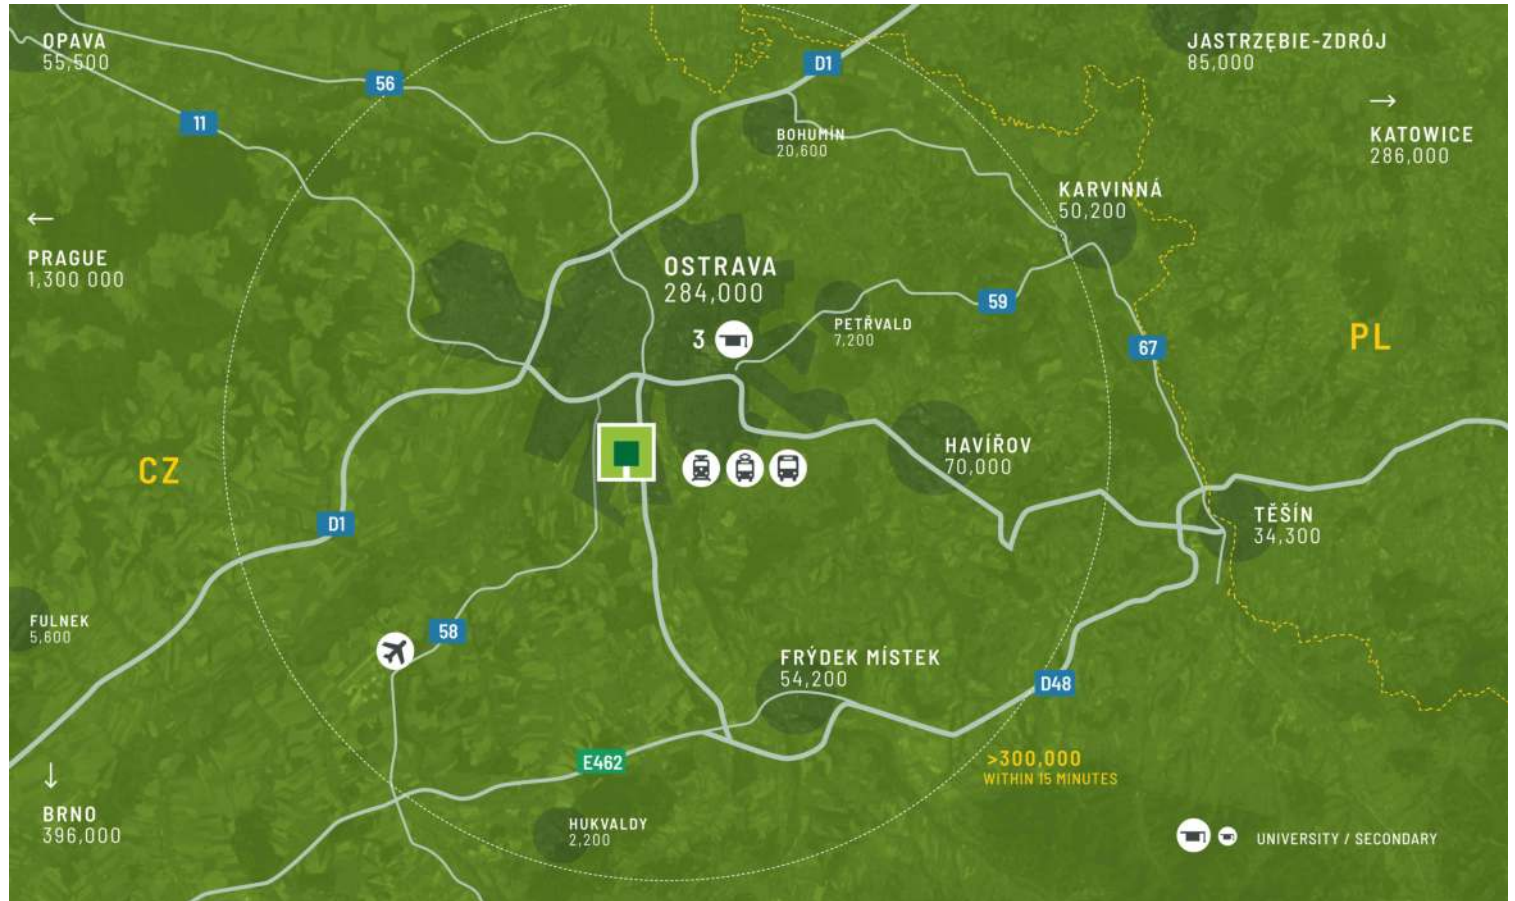 OPAVA
55,500
56
11
D1
JASTRZĘBIE-ZDRÓJ
85,000
→
KATOWICE
286,000
BOHUMÍN
20,600
KARVINNÁ
50,200
←
PRAGUE
1,300 000
OSTRAVA
284,000
3
PETŘVALD
7,200
59
67
PL
CZ
HAVÍŘOV
70,000
D1
TĚŠÍN
34,300
FULNEK
5,600
58
FRÝDEK MÍSTEK
54,200
D48
E462
>300,000
WITHIN 15 MINUTES
↓
BRNO
396,000
HUKVALDY
2,200
UNIVERSITY / SECONDARY